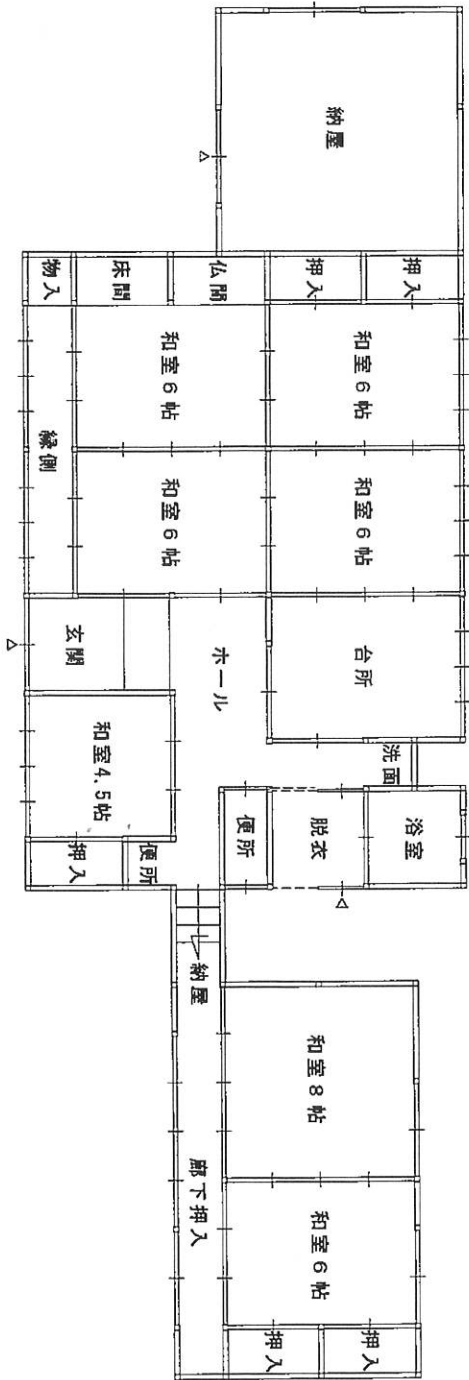 納屋
押入
押入
仏間
床間
物入
和室6帖
和室6帖
縁側
和室6帖
和室6帖
台所
ホール
玄関
洗面
和室4.5帖
浴室
脱衣
便所
便所
押入
納屋
和室8帖
廊下押入
和室6帖
押入
押入